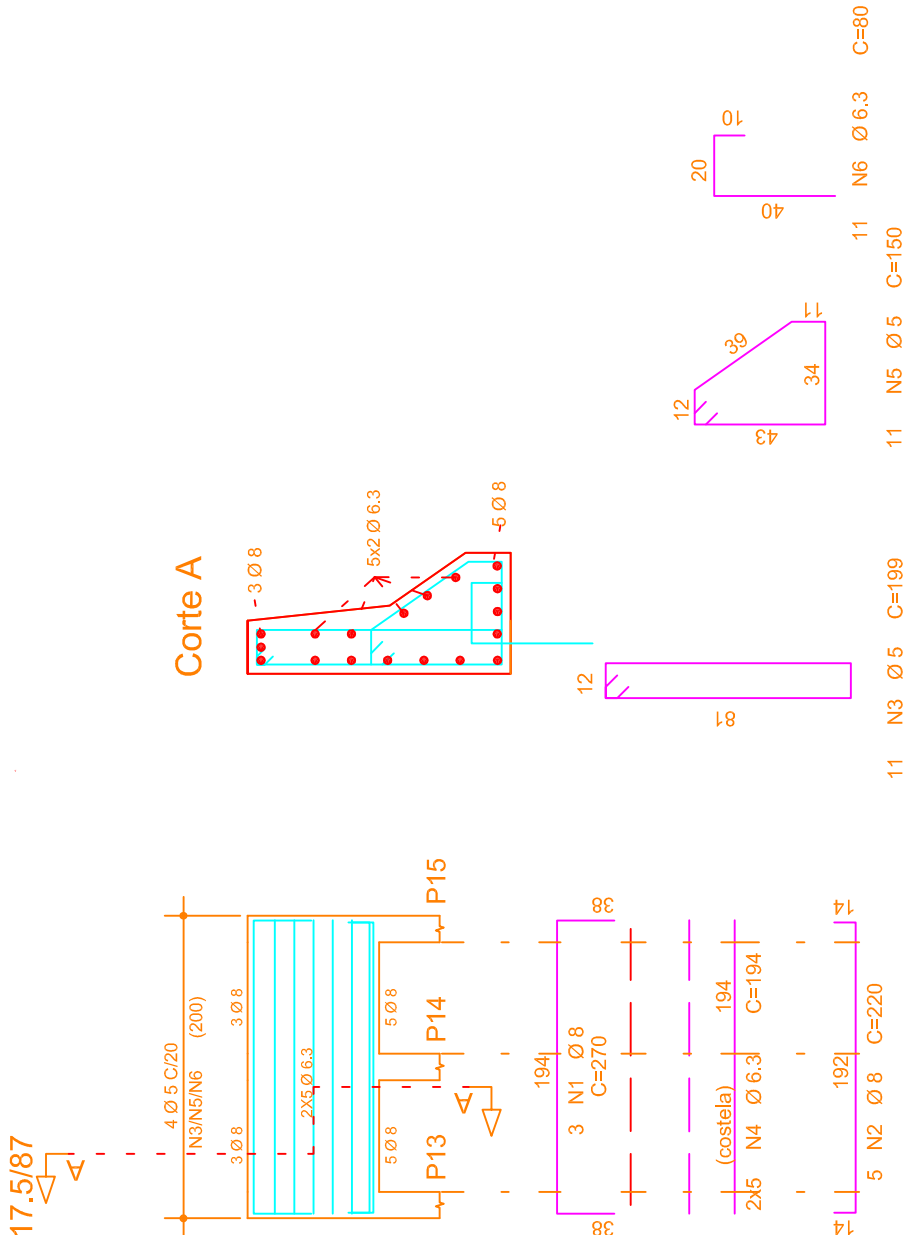 17.5/87
A
4 Ø 5 C/20
N3/N5/N6 (200)
3 Ø 8
3 Ø 8
2X5 Ø 6.3
5 Ø 8
5 Ø 8
A
P13
P14
P15
194
3 N1 Ø 8
C=270
38
38
194
(costela)
2x5 N4 Ø 6.3
C=194
192
14
14
5 N2 Ø 8 C=220
Corte A
3 Ø 8
5x2 Ø 6.3
5 Ø 8
12
81
11 N3 Ø 5 C=199
12
39
11
34
43
11 N5 Ø 5 C=150
10
20
40
11 N6 Ø 6.3 C=80